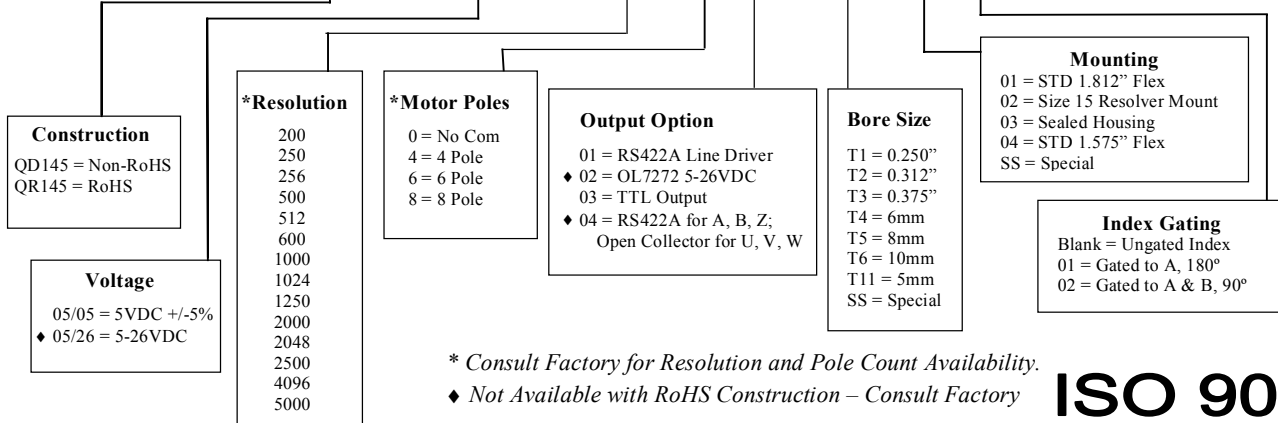 Construction
QD145 = Non-RoHS
QR145 = RoHS
Voltage
05/05 = 5VDC +/-5%
♦ 05/26 = 5-26VDC
*Resolution
200
250
256
500
512
600
1000
1024
1250
2000
2048
2500
4096
5000
*Motor Poles
0 = No Com
4 = 4 Pole
6 = 6 Pole
8 = 8 Pole
Output Option
01 = RS422A Line Driver
♦ 02 = OL7272 5-26VDC
03 = TTL Output
♦ 04 = RS422A for A, B, Z;
Open Collector for U, V, W
Bore Size
T1 = 0.250”
T2 = 0.312”
T3 = 0.375”
T4 = 6mm
T5 = 8mm
T6 = 10mm
T11 = 5mm
SS = Special
Mounting
01 = STD 1.812” Flex
02 = Size 15 Resolver Mount
03 = Sealed Housing
04 = STD 1.575” Flex
SS = Special
Index Gating
Blank = Ungated Index
01 = Gated to A, 180º
02 = Gated to A & B, 90º
* Consult Factory for Resolution and Pole Count Availability.
♦ Not Available with RoHS Construction – Consult Factory
ISO 90